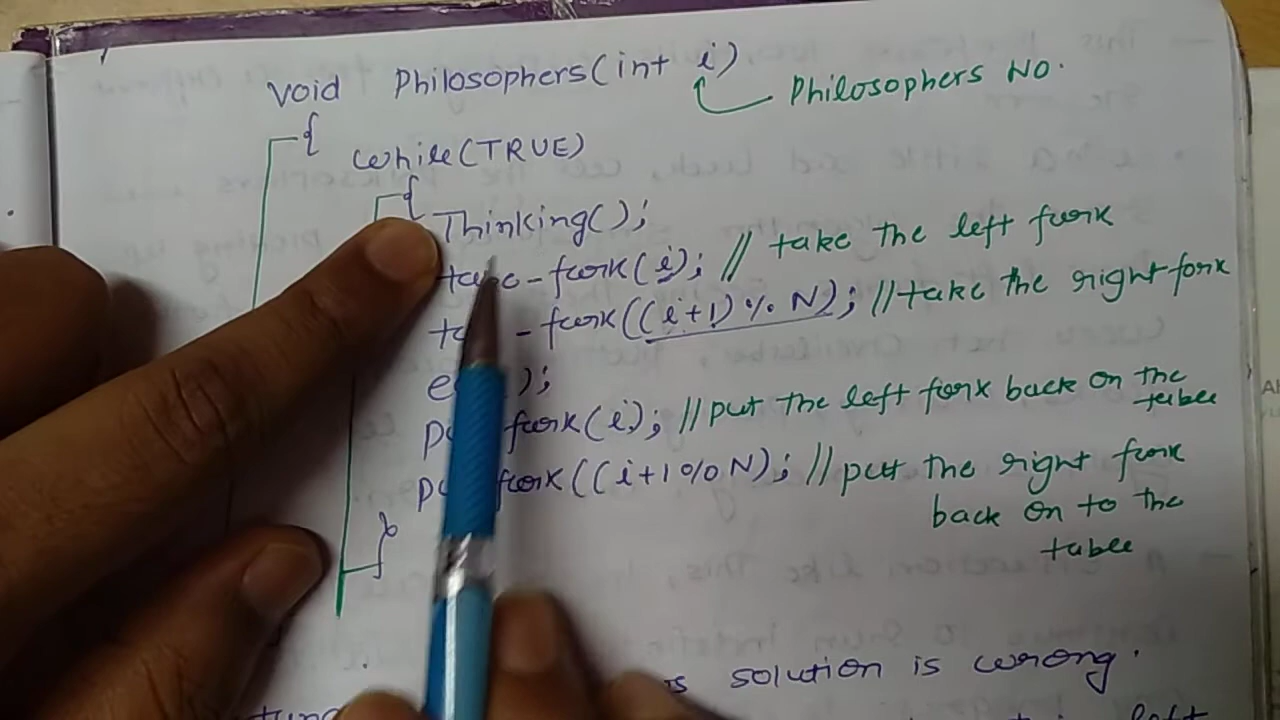 void Philosophers(int i)
Philosophers No.
{
while(TRUE)
{
Thinking();
take-fork(i); // take the left fork
-fork((i+1)%N); //take the right fork
);
fork(i); //put the left fork back on the table
fork((i+1%N); //put the right fork back on to the table
}
solution is wrong.
left